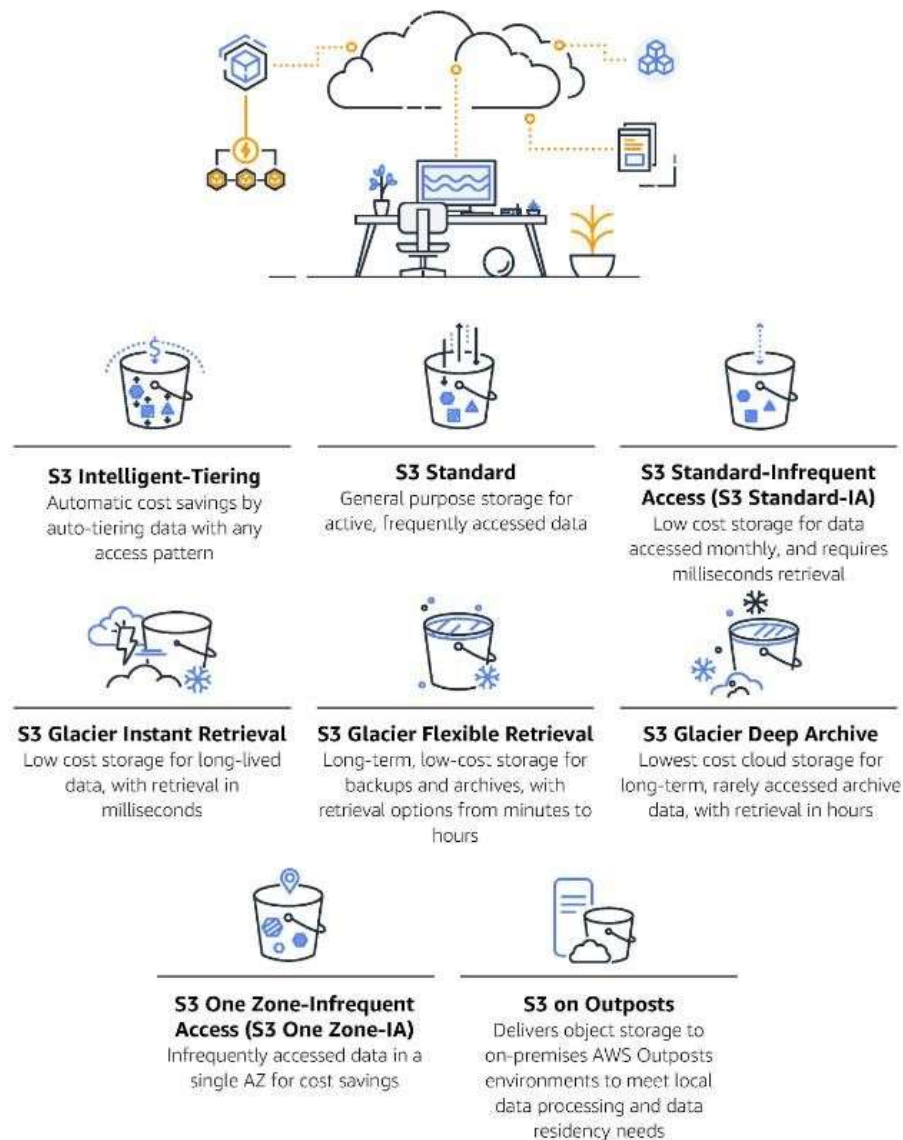 $
S3 Intelligent-Tiering
Automatic cost savings by
auto-tiering data with any
access pattern
S3 Standard
General purpose storage for
active, frequently accessed data
S3 Standard-Infrequent
Access (S3 Standard-IA)
Low cost storage for data
accessed monthly, and requires
milliseconds retrieval
S3 Glacier Instant Retrieval
Low cost storage for long-lived
data, with retrieval in
milliseconds
S3 Glacier Flexible Retrieval
Long-term, low-cost storage for
backups and archives, with
retrieval options from minutes to
hours
S3 Glacier Deep Archive
Lowest cost cloud storage for
long-term, rarely accessed archive
data, with retrieval in hours
S3 One Zone-Infrequent
Access (S3 One Zone-IA)
Infrequently accessed data in a
single AZ for cost savings
S3 on Outposts
Delivers object storage to
on-premises AWS Outposts
environments to meet local
data processing and data
residency needs